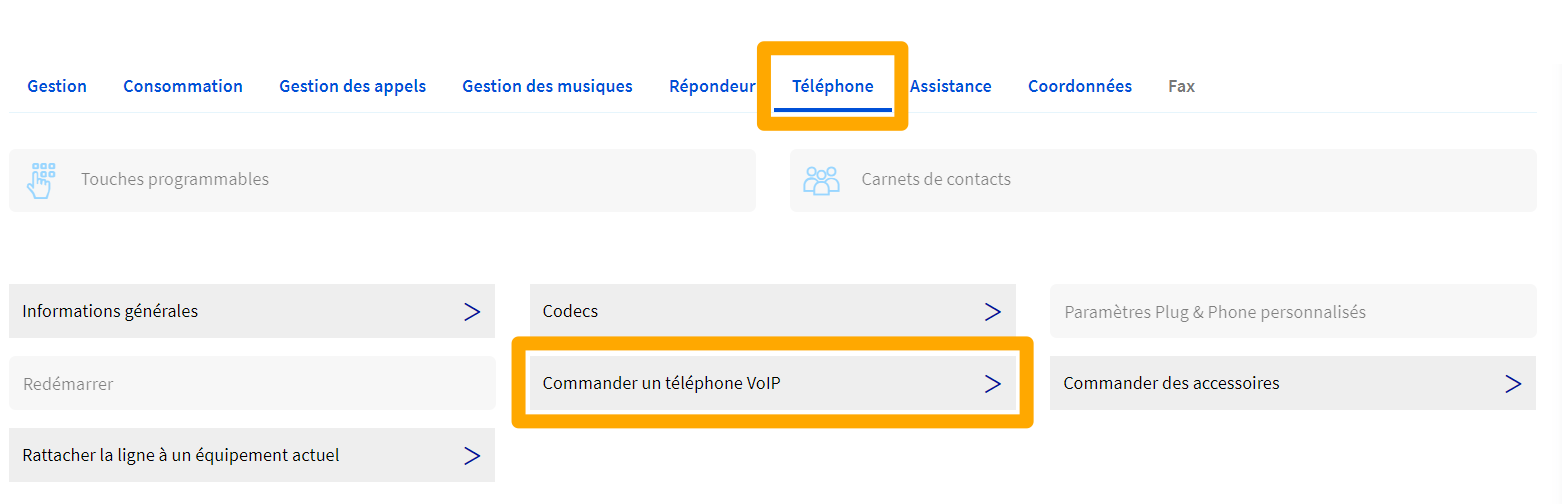 Gestion Consommation Gestion des appels Gestion des musiques Répondeur Téléphone Assistance Coordonnées Fax
Touches programmables Carnets de contacts
Informations générales Codecs Paramètres Plug & Phone personnalisés
Redémarrer Commander un téléphone VoIP Commander des accessoires
Rattacher la ligne à un équipement actuel